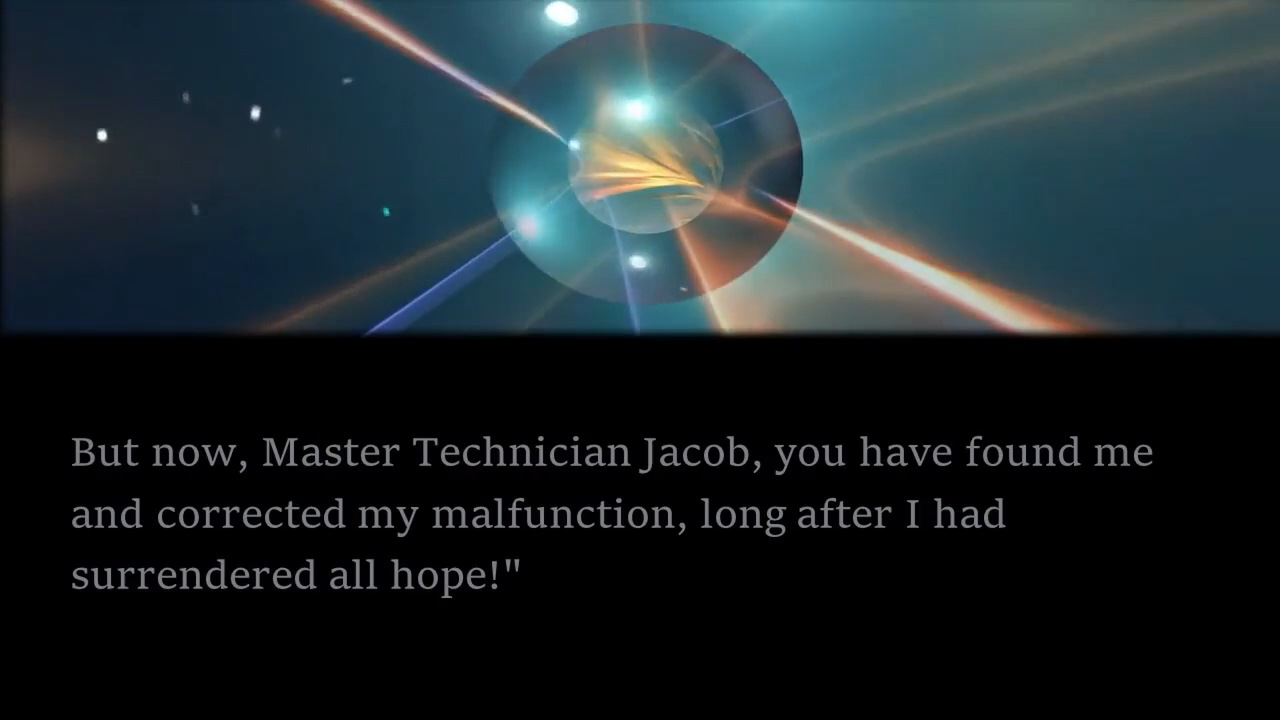 But now, Master Technician Jacob, you have found me
and corrected my malfunction, long after I had
surrendered all hope!"